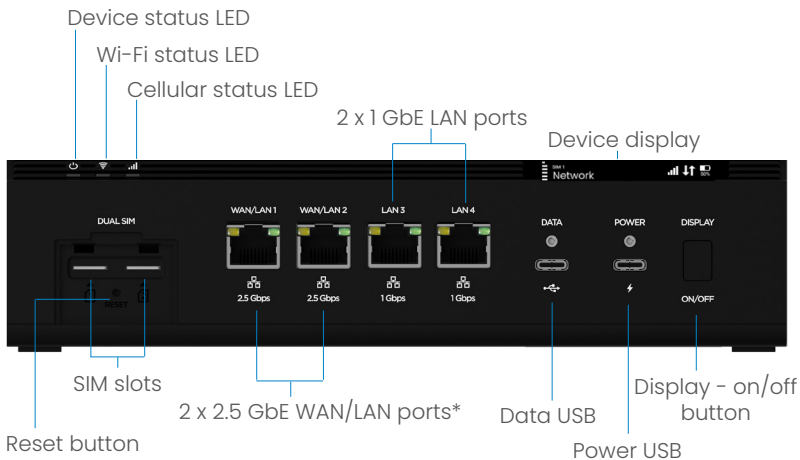 Device status LED
Wi-Fi status LED
Cellular status LED
2 x 1 GbE LAN ports
Device display
SIM 1
Network
50%
DUAL SIM
WAN/LAN 1
WAN/LAN 2
LAN 3
LAN 4
DATA
POWER
DISPLAY
RESET
2.5 Gbps
2.5 Gbps
1 Gbps
1 Gbps
ON/OFF
SIM slots
2 x 2.5 GbE WAN/LAN ports*
Data USB
Display - on/off
button
Reset button
Power USB